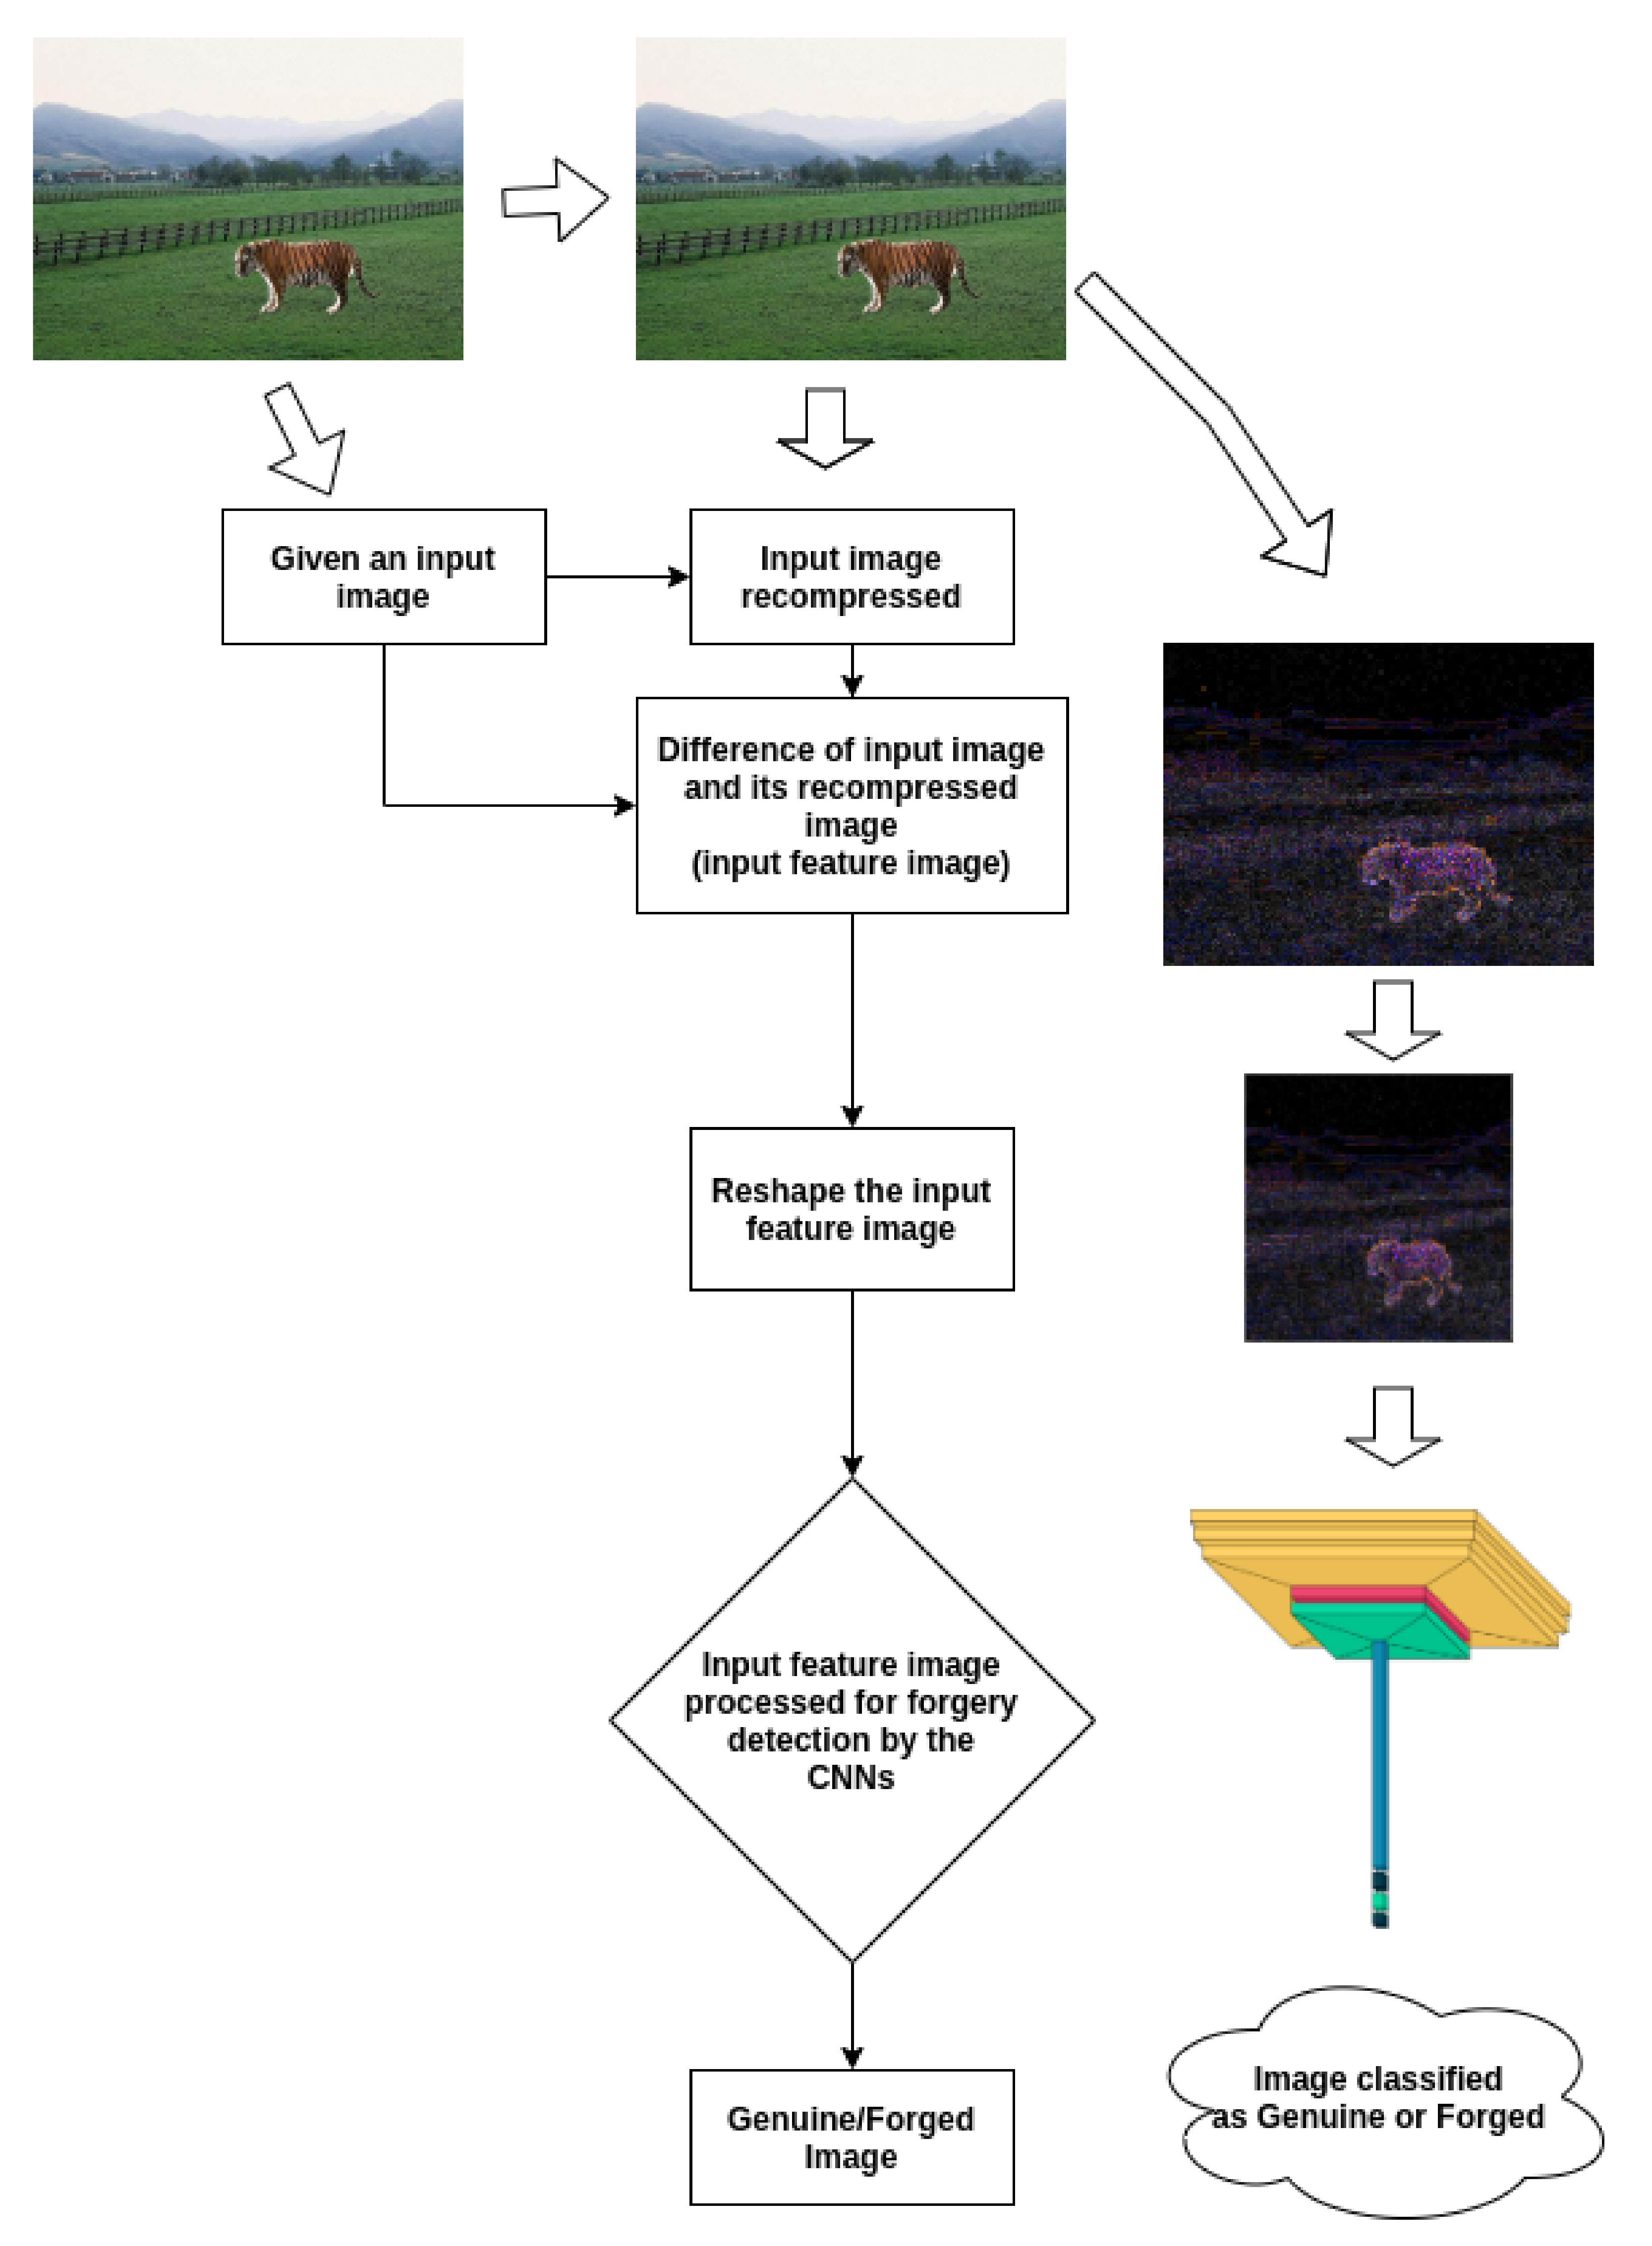 Given an input
image
Input image
recompressed
Difference of input image
and its recompressed
image
(input feature image)
Reshape the input
feature image
Input feature image
processed for forgery
detection by the
CNNs
Genuine/Forged
Image
Image classified
as Genuine or Forged